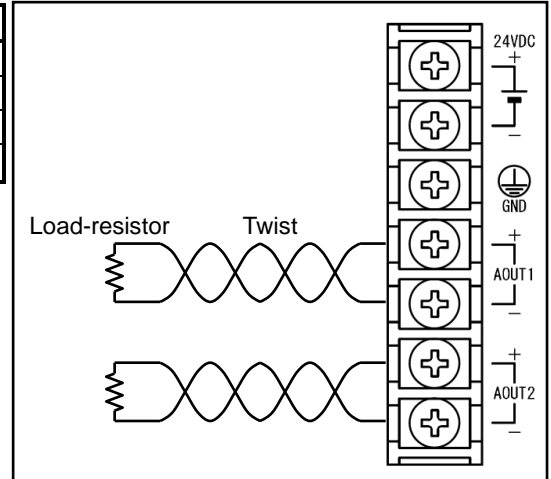 24VDC
+
−
GND
Load-resistor Twist
+
AOUT1
−
+
AOUT2
−